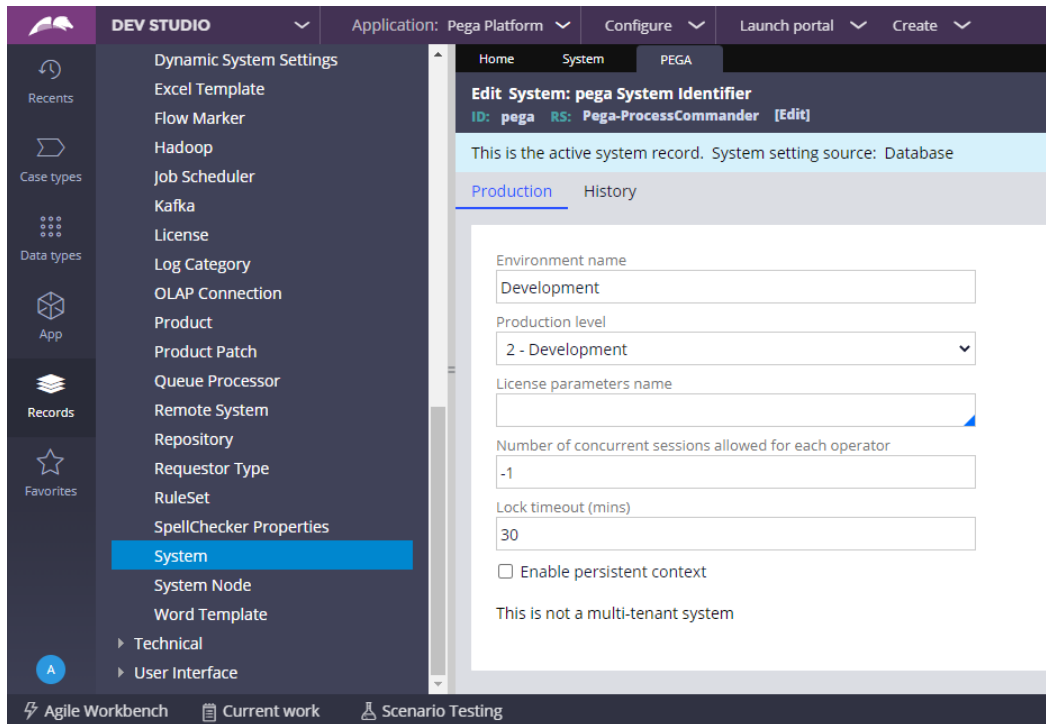 DEV STUDIO
Application: Pega Platform
Configure
Launch portal
Create
Recents
Case types
Data types
App
Records
Favorites
A
Dynamic System Settings
Excel Template
Flow Marker
Hadoop
Job Scheduler
Kafka
License
Log Category
OLAP Connection
Product
Product Patch
Queue Processor
Remote System
Repository
Requestor Type
RuleSet
SpellChecker Properties
System
System Node
Word Template
Technical
User Interface
Home System PEGA
Edit System: pega System Identifier
ID: pega RS: Pega-ProcessCommander [Edit]
This is the active system record. System setting source: Database
Production History
Environment name
Development
Production level
2 - Development
License parameters name
Number of concurrent sessions allowed for each operator
-1
Lock timeout (mins)
30
Enable persistent context
This is not a multi-tenant system
Agile Workbench Current work Scenario Testing